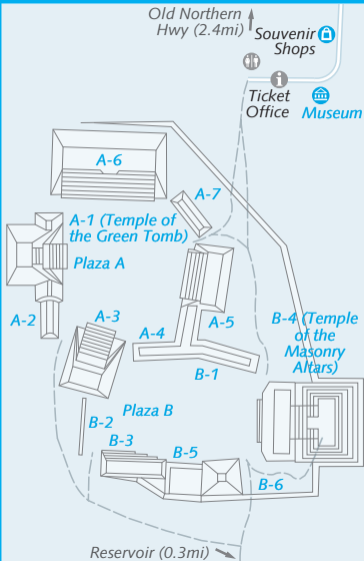 Old Northern
Hwy (2.4mi)
Souvenir
Shops
Ticket
Office
Museum
A-6
A-7
A-1 (Temple of
the Green Tomb)
Plaza A
A-2
A-3
A-4
A-5
B-4 (Temple
of the
Masonry
Altars)
B-1
Plaza B
B-2
B-3
B-5
B-6
Reservoir (0.3mi)